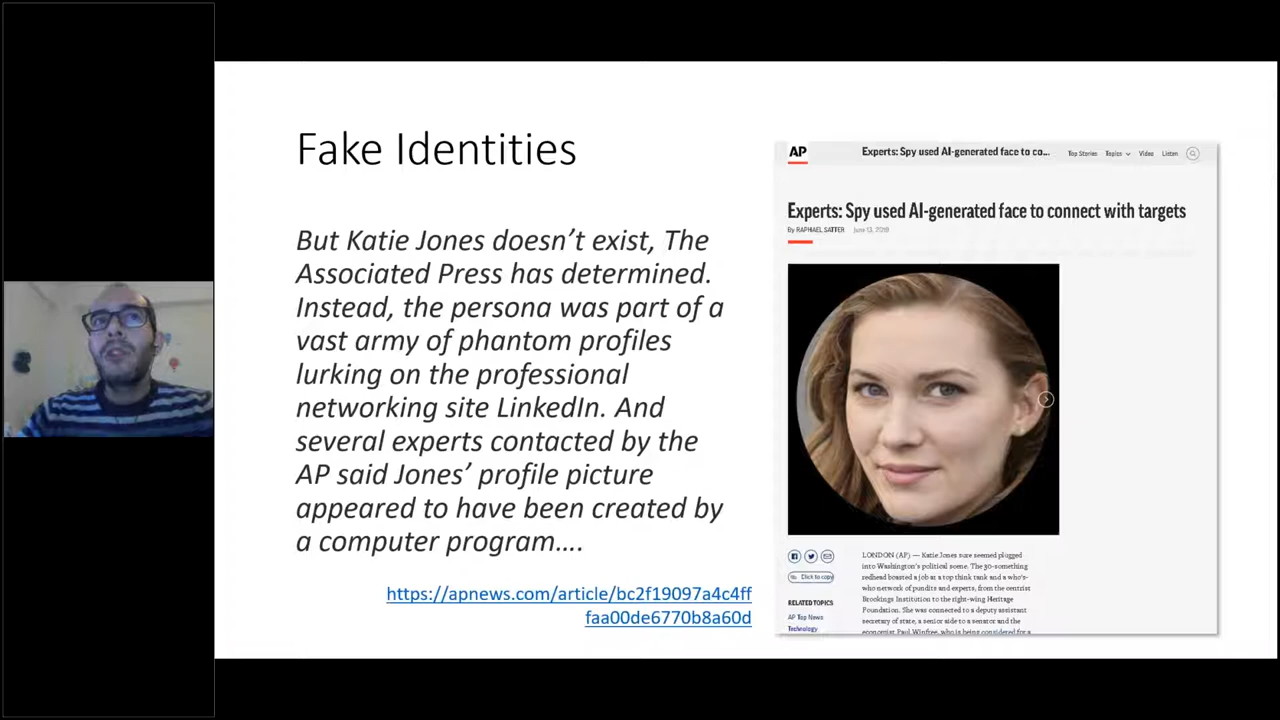 Fake Identities
But Katie Jones doesn't exist, The
Associated Press has determined.
Instead, the persona was part of a
vast army of phantom profiles
lurking on the professional
networking site LinkedIn. And
several experts contacted by the
AP said Jones' profile picture
appeared to have been created by
a computer program....
https://apnews.com/article/bc2f19097a4c4ff
faa00de6770b8a60d
AP
Experts: Spy used AI-generated face to co...
Top Stories Topics Video Listen
Experts: Spy used AI-generated face to connect with targets
By RAPHAEL SATTER June 13, 2019
Click to copy
RELATED TOPICS
AP Top News
Technology
LONDON (AP) — Katie Jones sure seemed plugged
into Washington's political scene. The 30-something
redhead boasted a job at a top think tank and a who's-
who network of pundits and experts, from the centrist
Brookings Institution to the right-wing Heritage
Foundation. She was connected to a deputy assistant
secretary of state, a senior aide to a senator and the
economist Paul Winfree, who is being considered for a